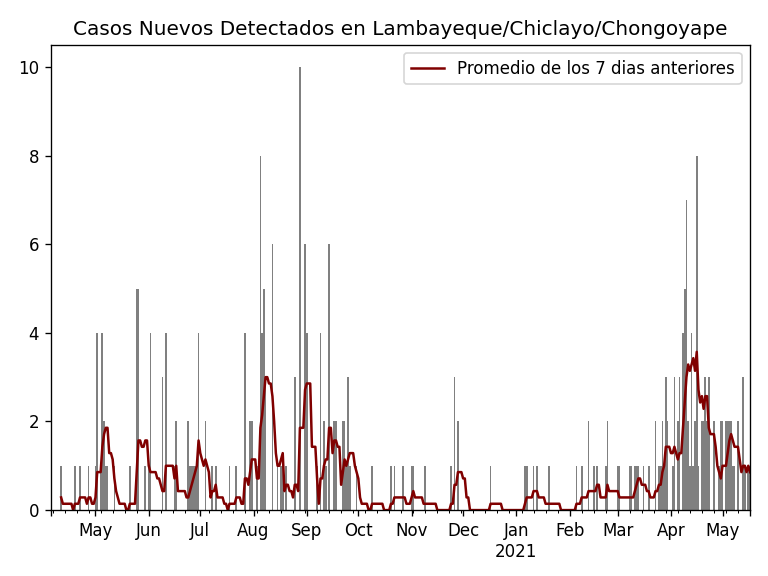 Casos Nuevos Detectados en Lambayeque/Chiclayo/Chongoyape
Promedio de los 7 dias anteriores
10
8
6
4
2
0
May Jun Jul Aug Sep Oct Nov Dec Jan Feb Mar Apr May
2021